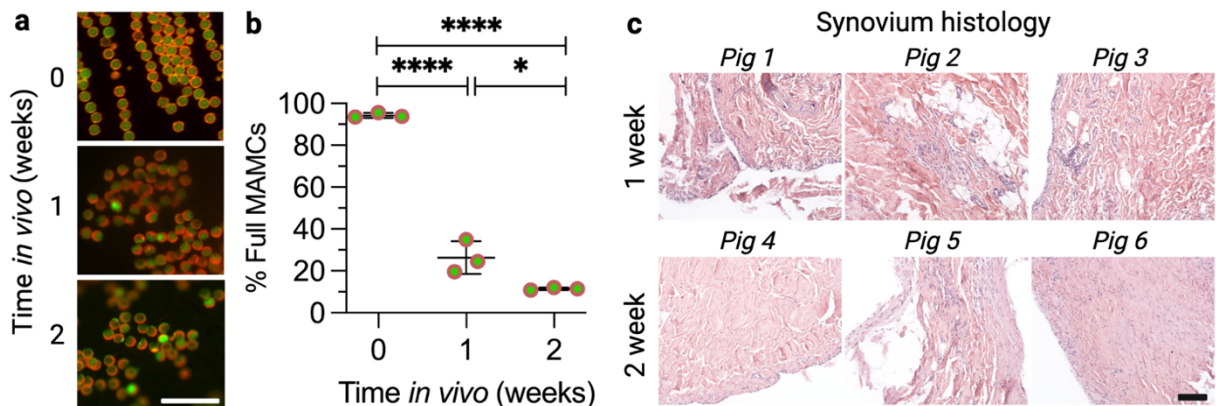 a
Time in vivo (weeks)
0
1
2
b
****
****
*
% Full MAMCs
100
80
60
40
20
0
0 1 2
Time in vivo (weeks)
c
Synovium histology
Pig 1 Pig 2 Pig 3
1 week
Pig 4 Pig 5 Pig 6
2 week